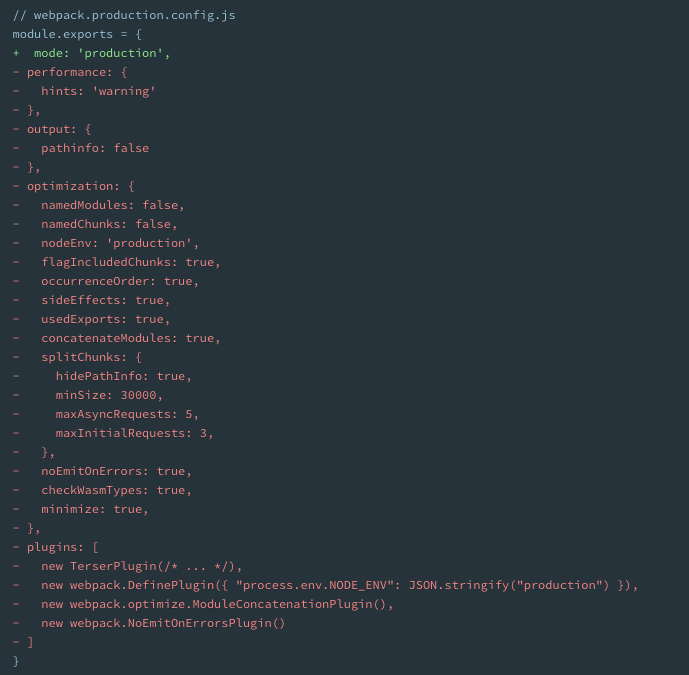 // webpack.production.config.js
module.exports = {
+  mode: 'production',
- performance: {
-   hints: 'warning'
- },
- output: {
-   pathinfo: false
- },
- optimization: {
-   namedModules: false,
-   namedChunks: false,
-   nodeEnv: 'production',
-   flagIncludedChunks: true,
-   occurrenceOrder: true,
-   sideEffects: true,
-   usedExports: true,
-   concatenateModules: true,
-   splitChunks: {
-     hidePathInfo: true,
-     minSize: 30000,
-     maxAsyncRequests: 5,
-     maxInitialRequests: 3,
-   },
-   noEmitOnErrors: true,
-   checkWasmTypes: true,
-   minimize: true,
- },
- plugins: [
-   new TerserPlugin(/* ... */),
-   new webpack.DefinePlugin({ "process.env.NODE_ENV": JSON.stringify("production") }),
-   new webpack.optimize.ModuleConcatenationPlugin(),
-   new webpack.NoEmitOnErrorsPlugin()
- ]
}